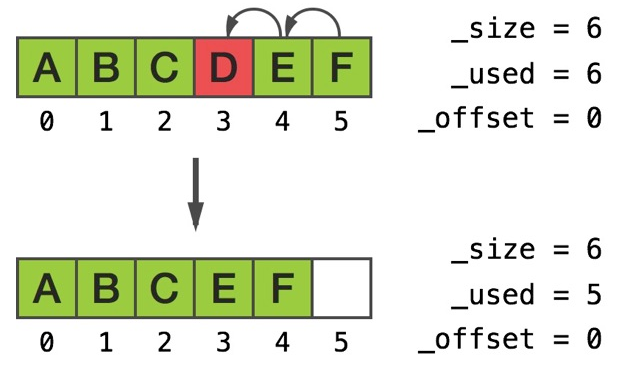 A B C D E F
0 1 2 3 4 5
_size = 6
_used = 6
_offset = 0
A B C E F
0 1 2 3 4 5
_size = 6
_used = 5
_offset = 0